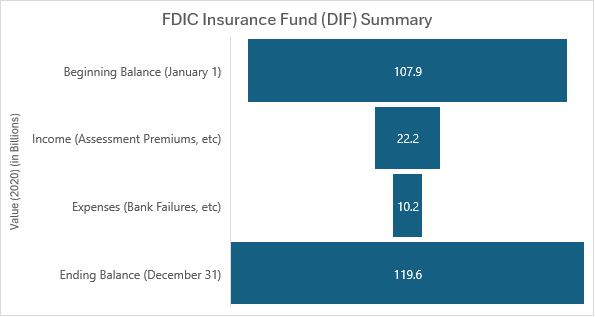 FDIC Insurance Fund (DIF) Summary
Value (2020) (in Billions)
Beginning Balance (January 1)
107.9
Income (Assessment Premiums, etc)
22.2
Expenses (Bank Failures, etc)
10.2
Ending Balance (December 31)
119.6